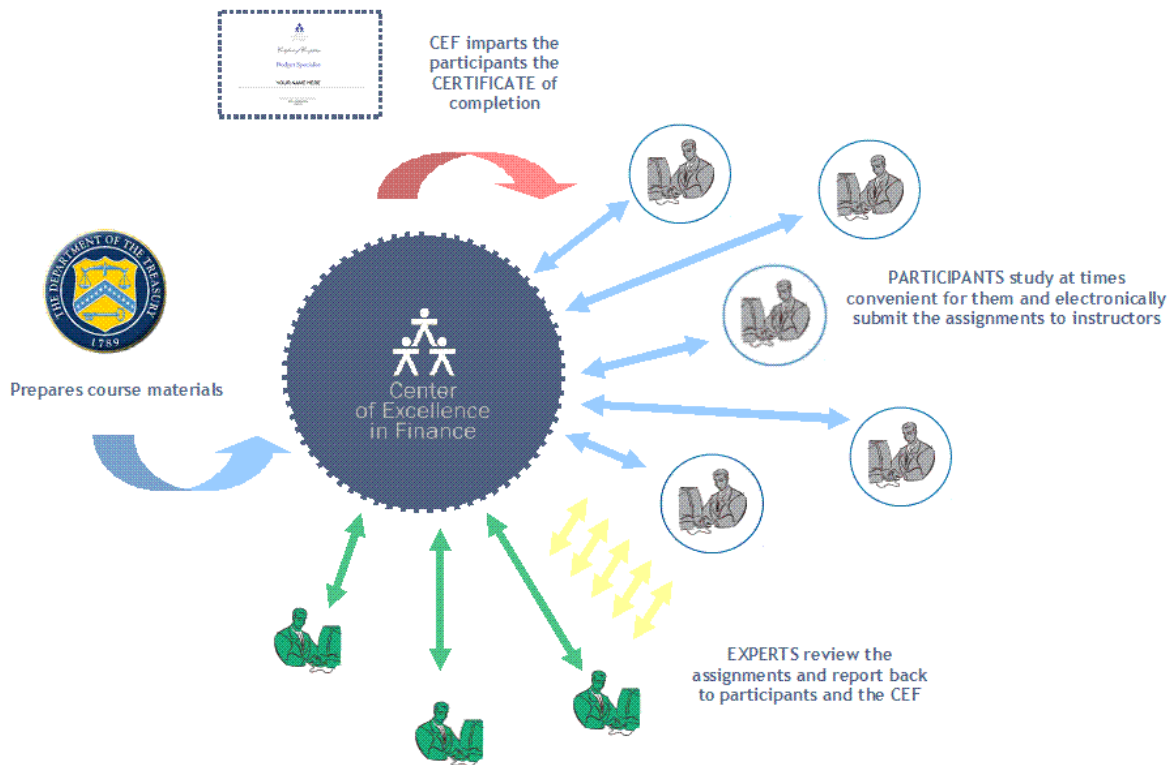 Budget Specialist
YOUR NAME HERE
CEF imparts the
participants the
CERTIFICATE of
completion
THE DEPARTMENT OF THE TREASURY
1789
Prepares course materials
Center
of Excellence
in Finance
PARTICIPANTS study at times
convenient for them and electronically
submit the assignments to instructors
EXPERTS review the
assignments and report back
to participants and the CEF